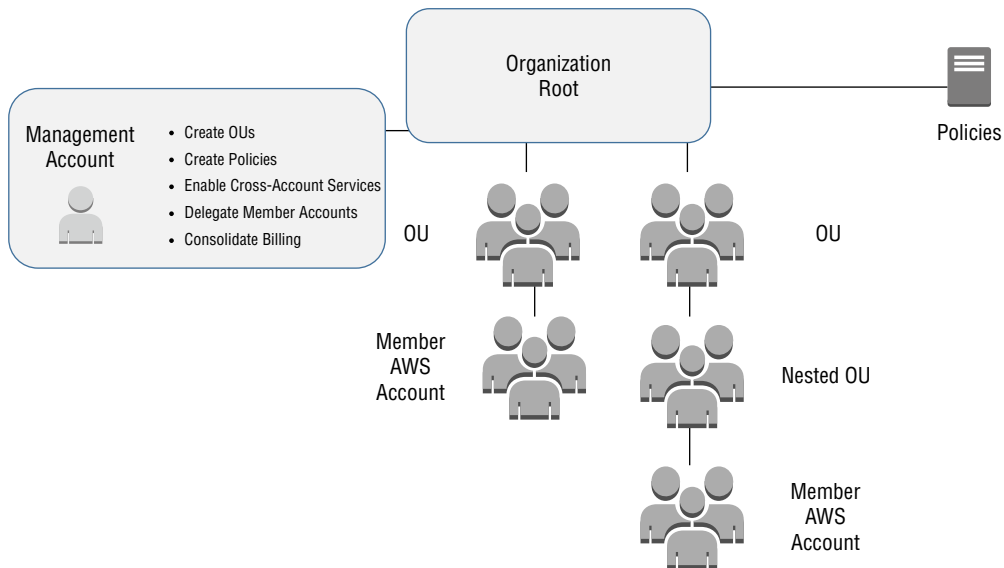 Organization
Root
Policies
Management
Account
• Create OUs
• Create Policies
• Enable Cross-Account Services
• Delegate Member Accounts
• Consolidate Billing
OU
OU
Member
AWS
Account
Nested OU
Member
AWS
Account